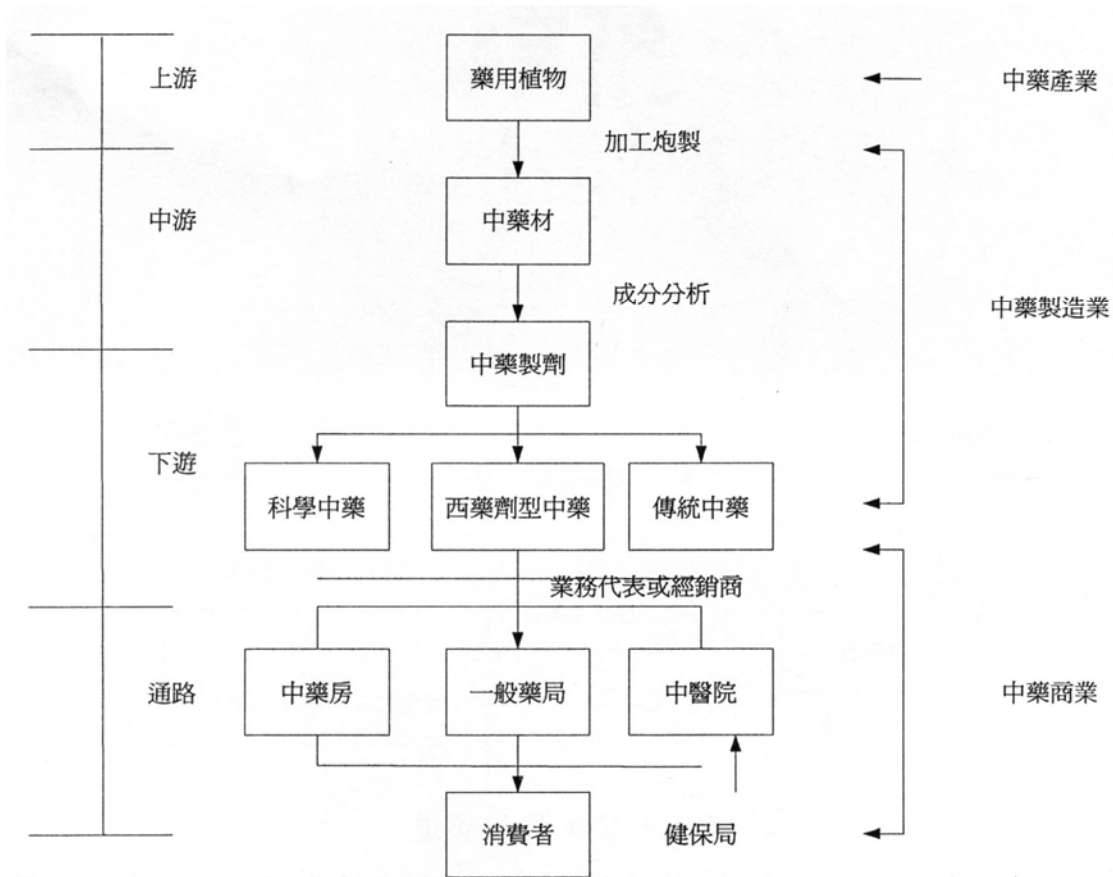 上游
藥用植物
中藥產業
加工炮製
中游
中藥材
成分分析
中藥製造業
中藥製劑
下遊
科學中藥
西藥劑型中藥
傳統中藥
業務代表或經銷商
通路
中藥房
一般藥局
中醫院
中藥商業
消費者
健保局